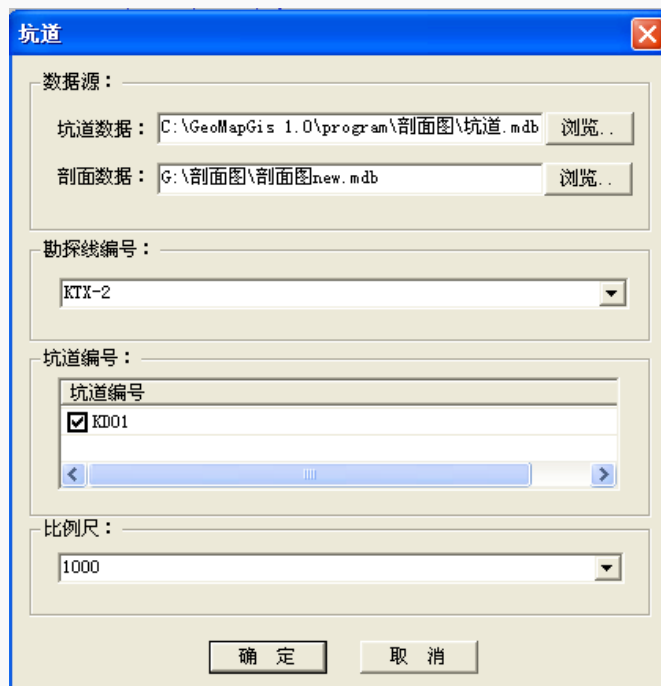 坑道
数据源：
坑道数据： C:\GeoMapGis 1.0\program\剖面图\坑道.mdb 浏览..
剖面数据： G:\剖面图\剖面图new.mdb 浏览..
勘探线编号：
KTX-2
坑道编号：
坑道编号
KD01
比例尺：
1000
确 定 取 消